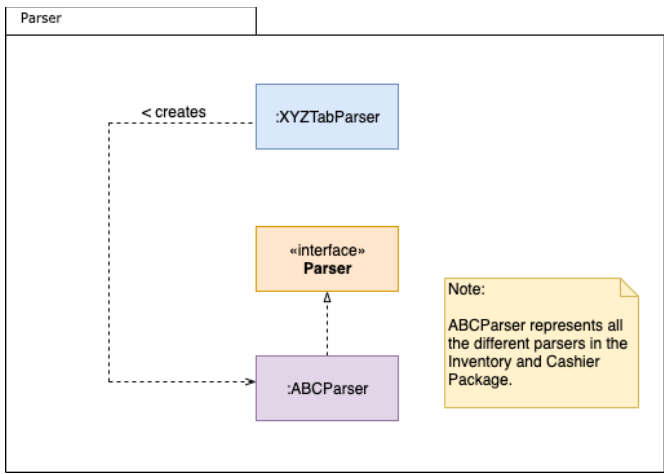 Parser
< creates
:XYZTabParser
«interface»
Parser
Note:
ABCParser represents all
the different parsers in the
Inventory and Cashier
Package.
:ABCParser